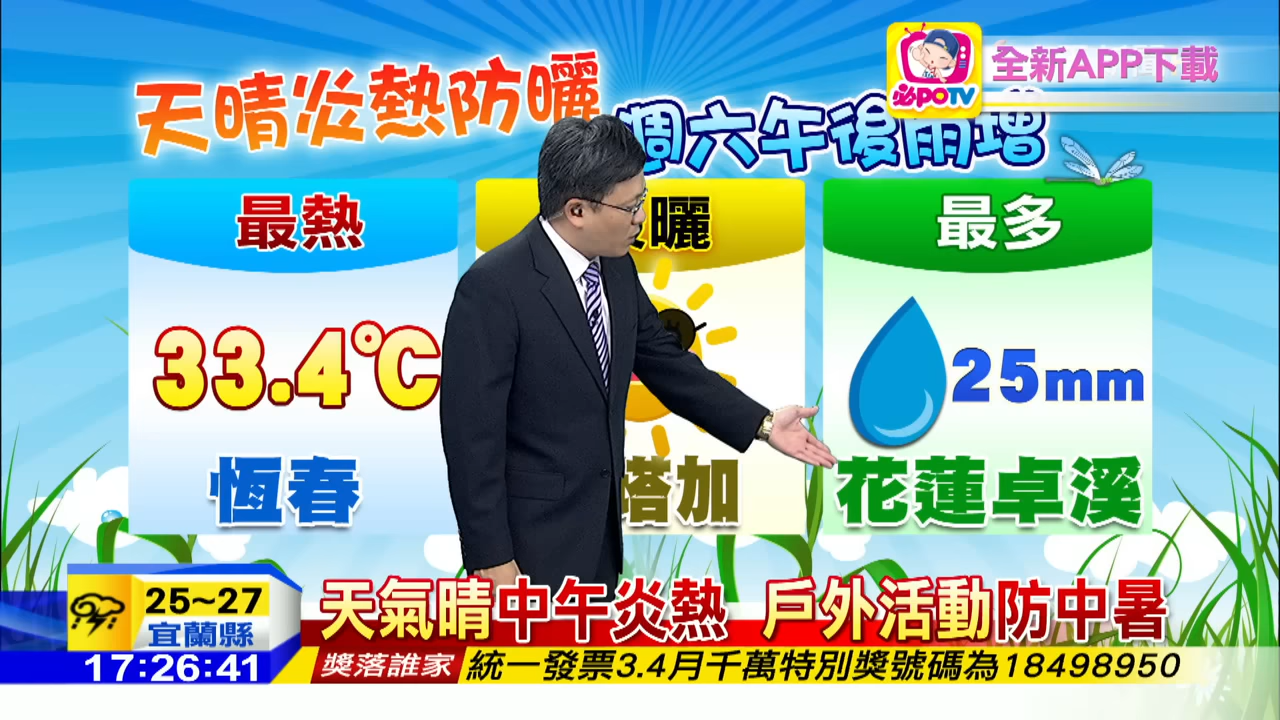 必POTV
全新APP下載
天晴炎熱防曬
週六午後雨增
最熱
曬
最多
33.4℃
25mm
恆春
塔加
花蓮卓溪
25~27
宜蘭縣
天氣晴中午炎熱 戶外活動防中暑
17:26:41
獎落誰家 統一發票3.4月千萬特別獎號碼為18498950